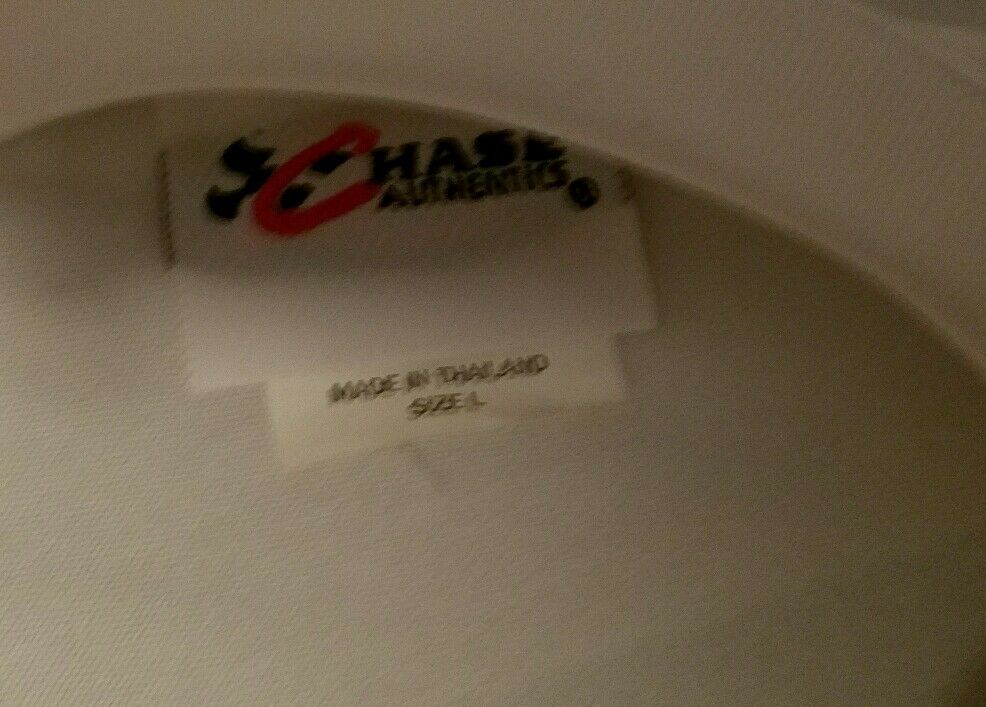 CHASE
AUTHENTICS®
MADE IN THAILAND
SIZE L